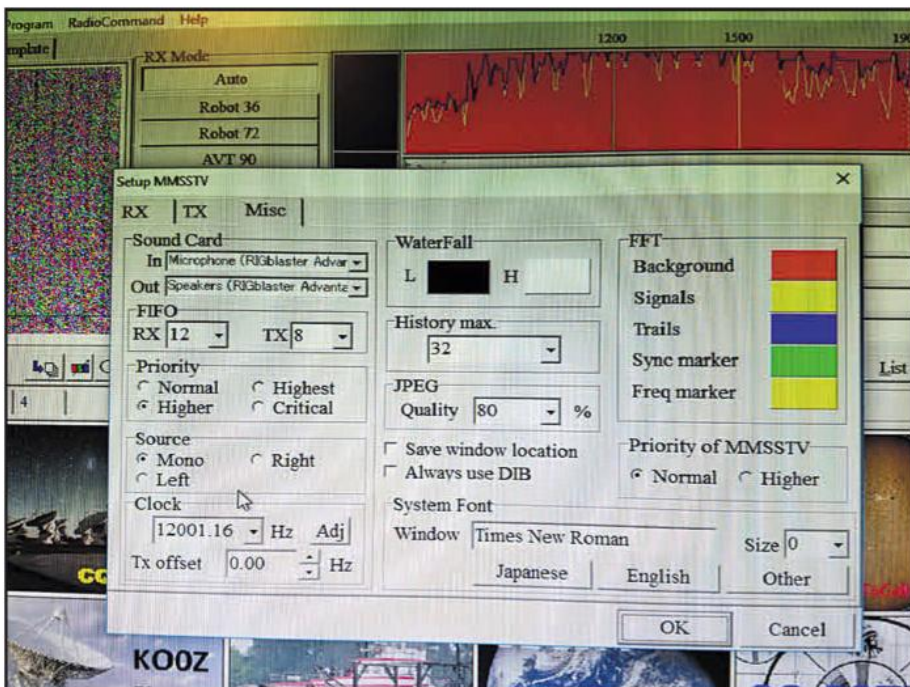 Program RadioCommand Help
mplate
RX Mode
Auto
Robot 36
Robot 72
AVT 90
1200 1500 190
Setup MMSSTV
RX TX Misc
Sound Card
In Microphone (RIGblaster Advar
Out Speakers (RIGblaster Advante
FIFO
RX 12 TX 8
Priority
Normal Highest
Higher Critical
Source
Mono Right
Left
Clock
12001.16 Hz Adj
Tx offset 0.00 Hz
WaterFall
L H
History max.
32
JPEG
Quality 80 %
Save window location
Always use DIB
System Font
Window Times New Roman Size 0
Japanese English Other
FFT
Background
Signals
Trails
Sync marker
Freq marker
Priority of MMSSTV
Normal Higher
OK Cancel
List
4
KO0Z